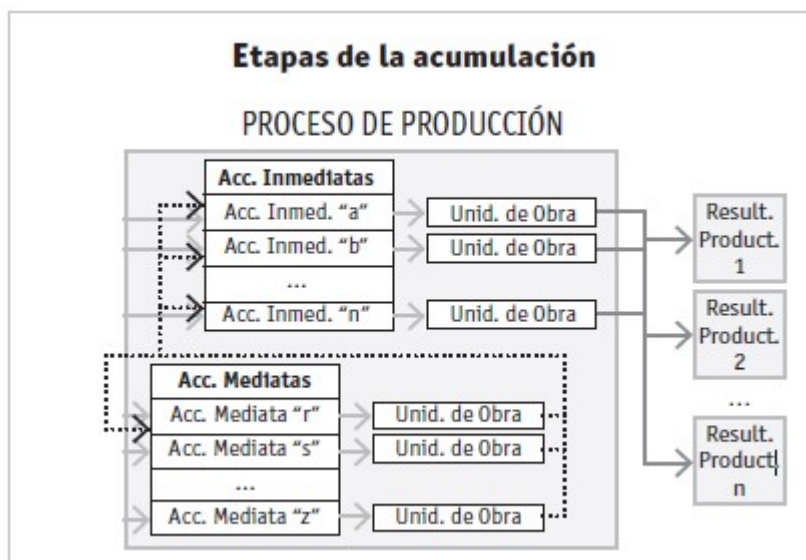 Etapas de la acumulación
PROCESO DE PRODUCCIÓN
Acc. Inmediatas
Acc. Inmed. "a"
Unid. de Obra
Acc. Inmed. "b"
Unid. de Obra
...
Acc. Inmed. "n"
Unid. de Obra
Acc. Mediatas
Acc. Mediata "r"
Unid. de Obra
Acc. Mediata "s"
Unid. de Obra
...
Acc. Mediata "z"
Unid. de Obra
Result.
Product.
1
Result.
Product.
2
...
Result.
Product.
n